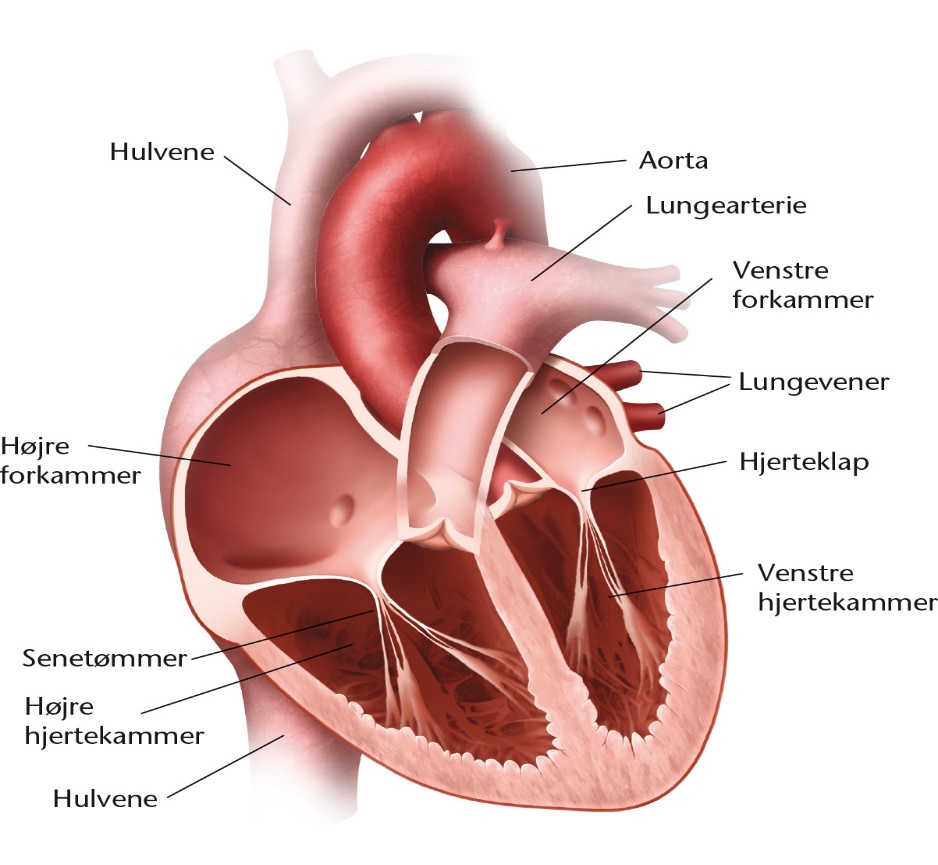 Hulvene
Aorta
Lungearterie
Venstre
forkammer
Lungevener
Højre
forkammer
Hjerteklap
Venstre
hjertekammer
Senetømmer
Højre
hjertekammer
Hulvene